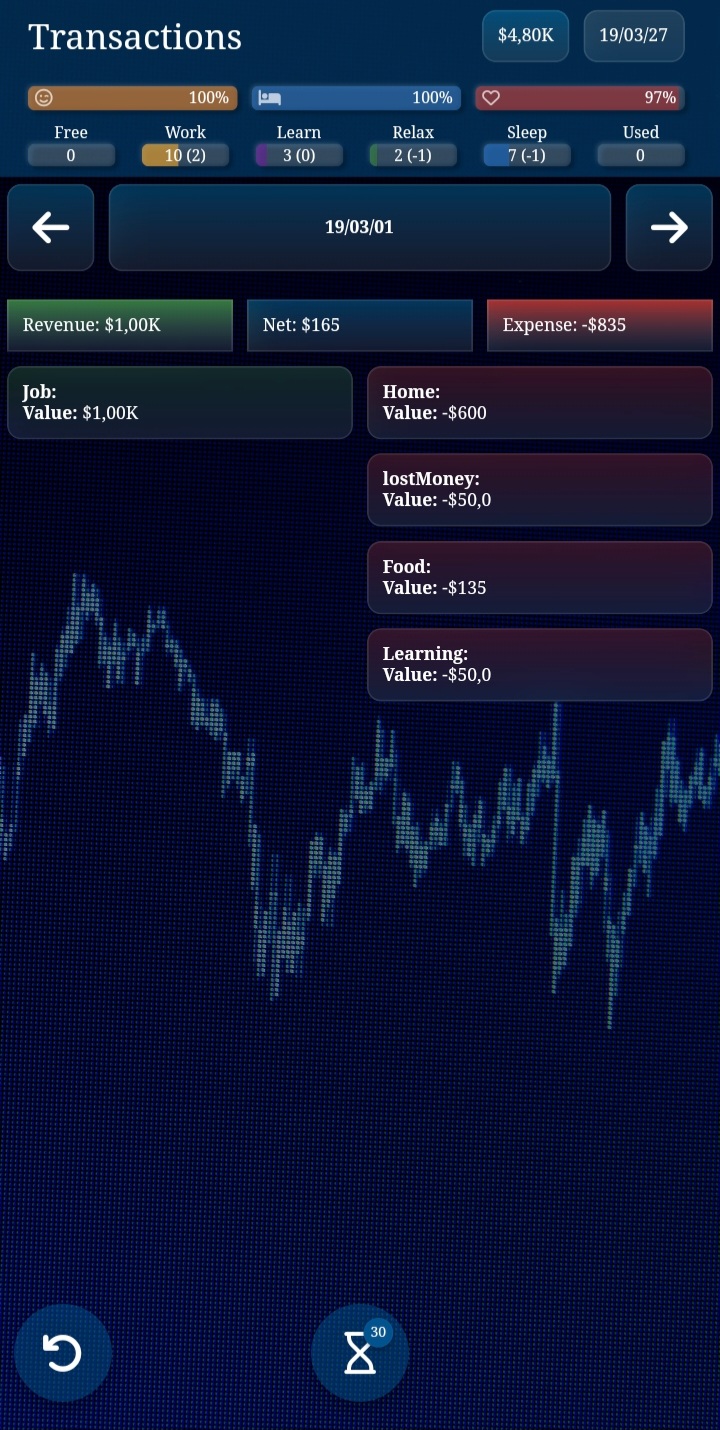 Transactions
$4,80K
19/03/27
100%
100%
97%
Free
Work
Learn
Relax
Sleep
Used
0
10 (2)
3 (0)
2 (-1)
7 (-1)
0
19/03/01
Revenue: $1,00K
Net: $165
Expense: -$835
Job:
Value: $1,00K
Home:
Value: -$600
lostMoney:
Value: -$50,0
Food:
Value: -$135
Learning:
Value: -$50,0
30